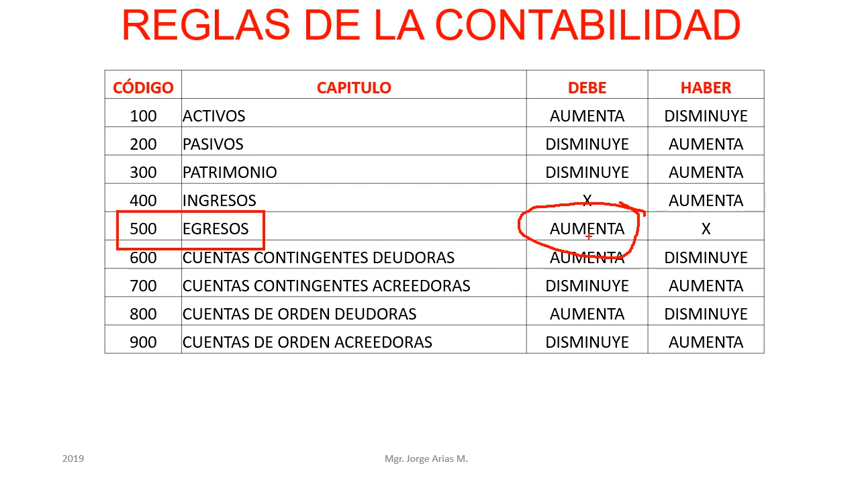 REGLAS DE LA CONTABILIDAD
CÓDIGO CAPITULO DEBE HABER
100 ACTIVOS AUMENTA DISMINUYE
200 PASIVOS DISMINUYE AUMENTA
300 PATRIMONIO DISMINUYE AUMENTA
400 INGRESOS X AUMENTA
500 EGRESOS AUMENTA X
600 CUENTAS CONTINGENTES DEUDORAS AUMENTA DISMINUYE
700 CUENTAS CONTINGENTES ACREEDORAS DISMINUYE AUMENTA
800 CUENTAS DE ORDEN DEUDORAS AUMENTA DISMINUYE
900 CUENTAS DE ORDEN ACREEDORAS DISMINUYE AUMENTA
2019 Mgr. Jorge Arias M.